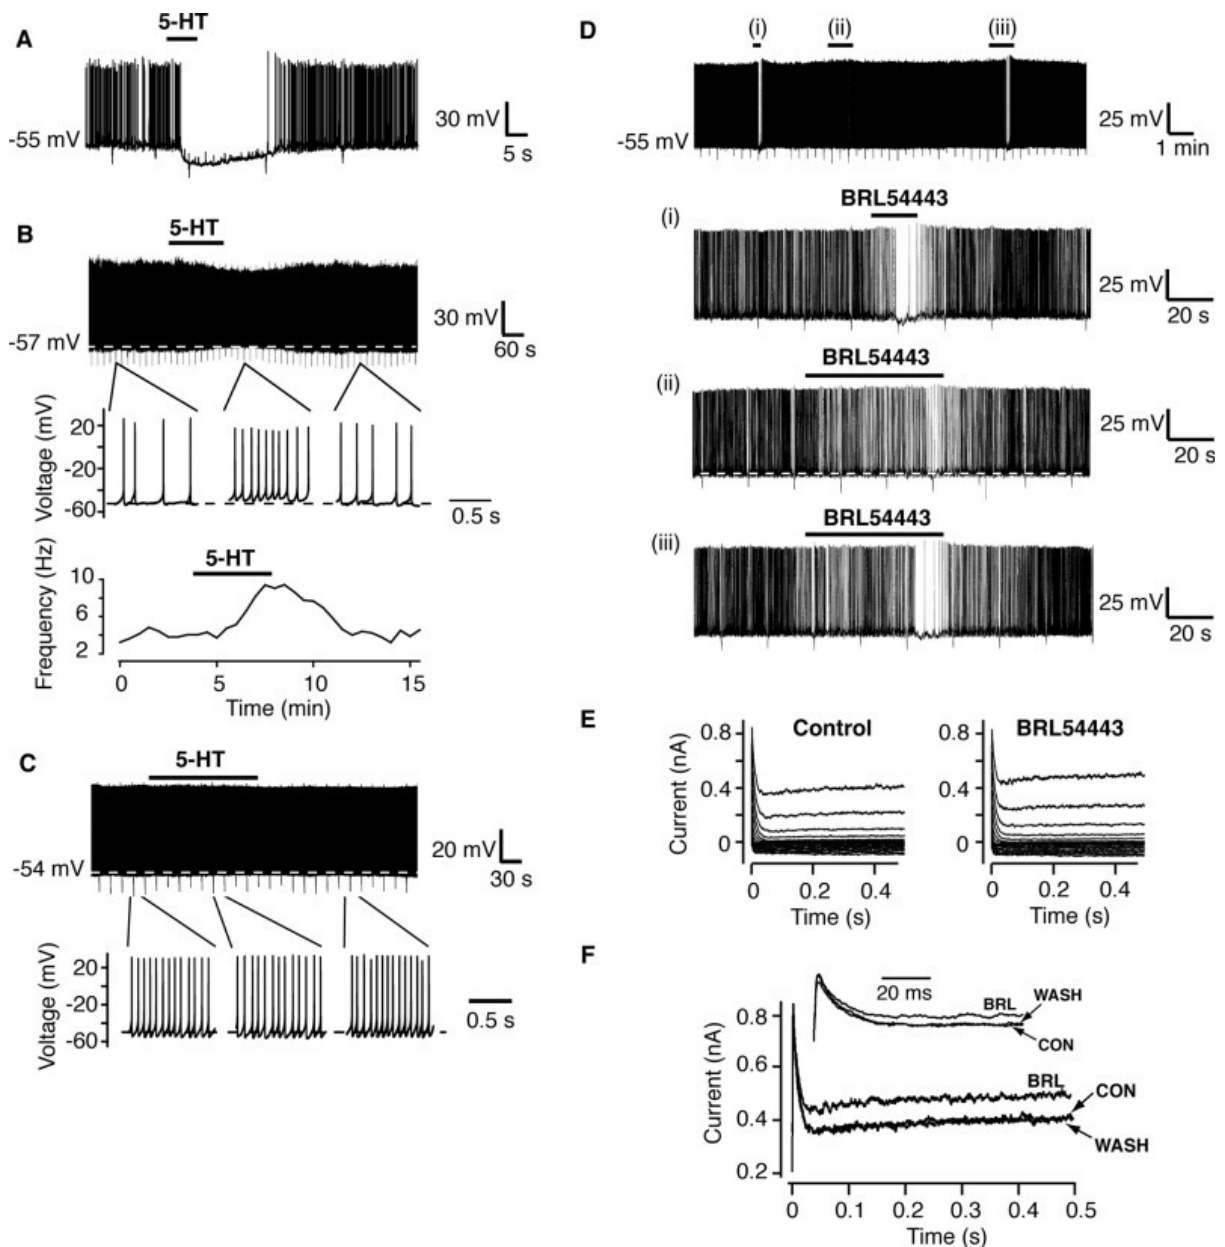 A
5-HT
-55 mV
30 mV
5 s
B
5-HT
-57 mV
30 mV
60 s
Voltage (mV)
20
-20
-60
0.5 s
Frequency (Hz)
10
6
2
5-HT
0 5 10 15
Time (min)
C
5-HT
-54 mV
20 mV
30 s
Voltage (mV)
20
-20
-60
0.5 s
D
(i) (ii) (iii)
-55 mV
25 mV
1 min
(i)
BRL54443
25 mV
20 s
(ii)
BRL54443
25 mV
20 s
(iii)
BRL54443
25 mV
20 s
E
Current (nA)
0.8
0.4
0
Control
0 0.2 0.4
Time (s)
0.8
0.4
0
BRL54443
0 0.2 0.4
Time (s)
F
Current (nA)
0.8
0.6
0.4
0.2
20 ms
BRL
WASH
CON
BRL
CON
WASH
0 0.1 0.2 0.3 0.4 0.5
Time (s)